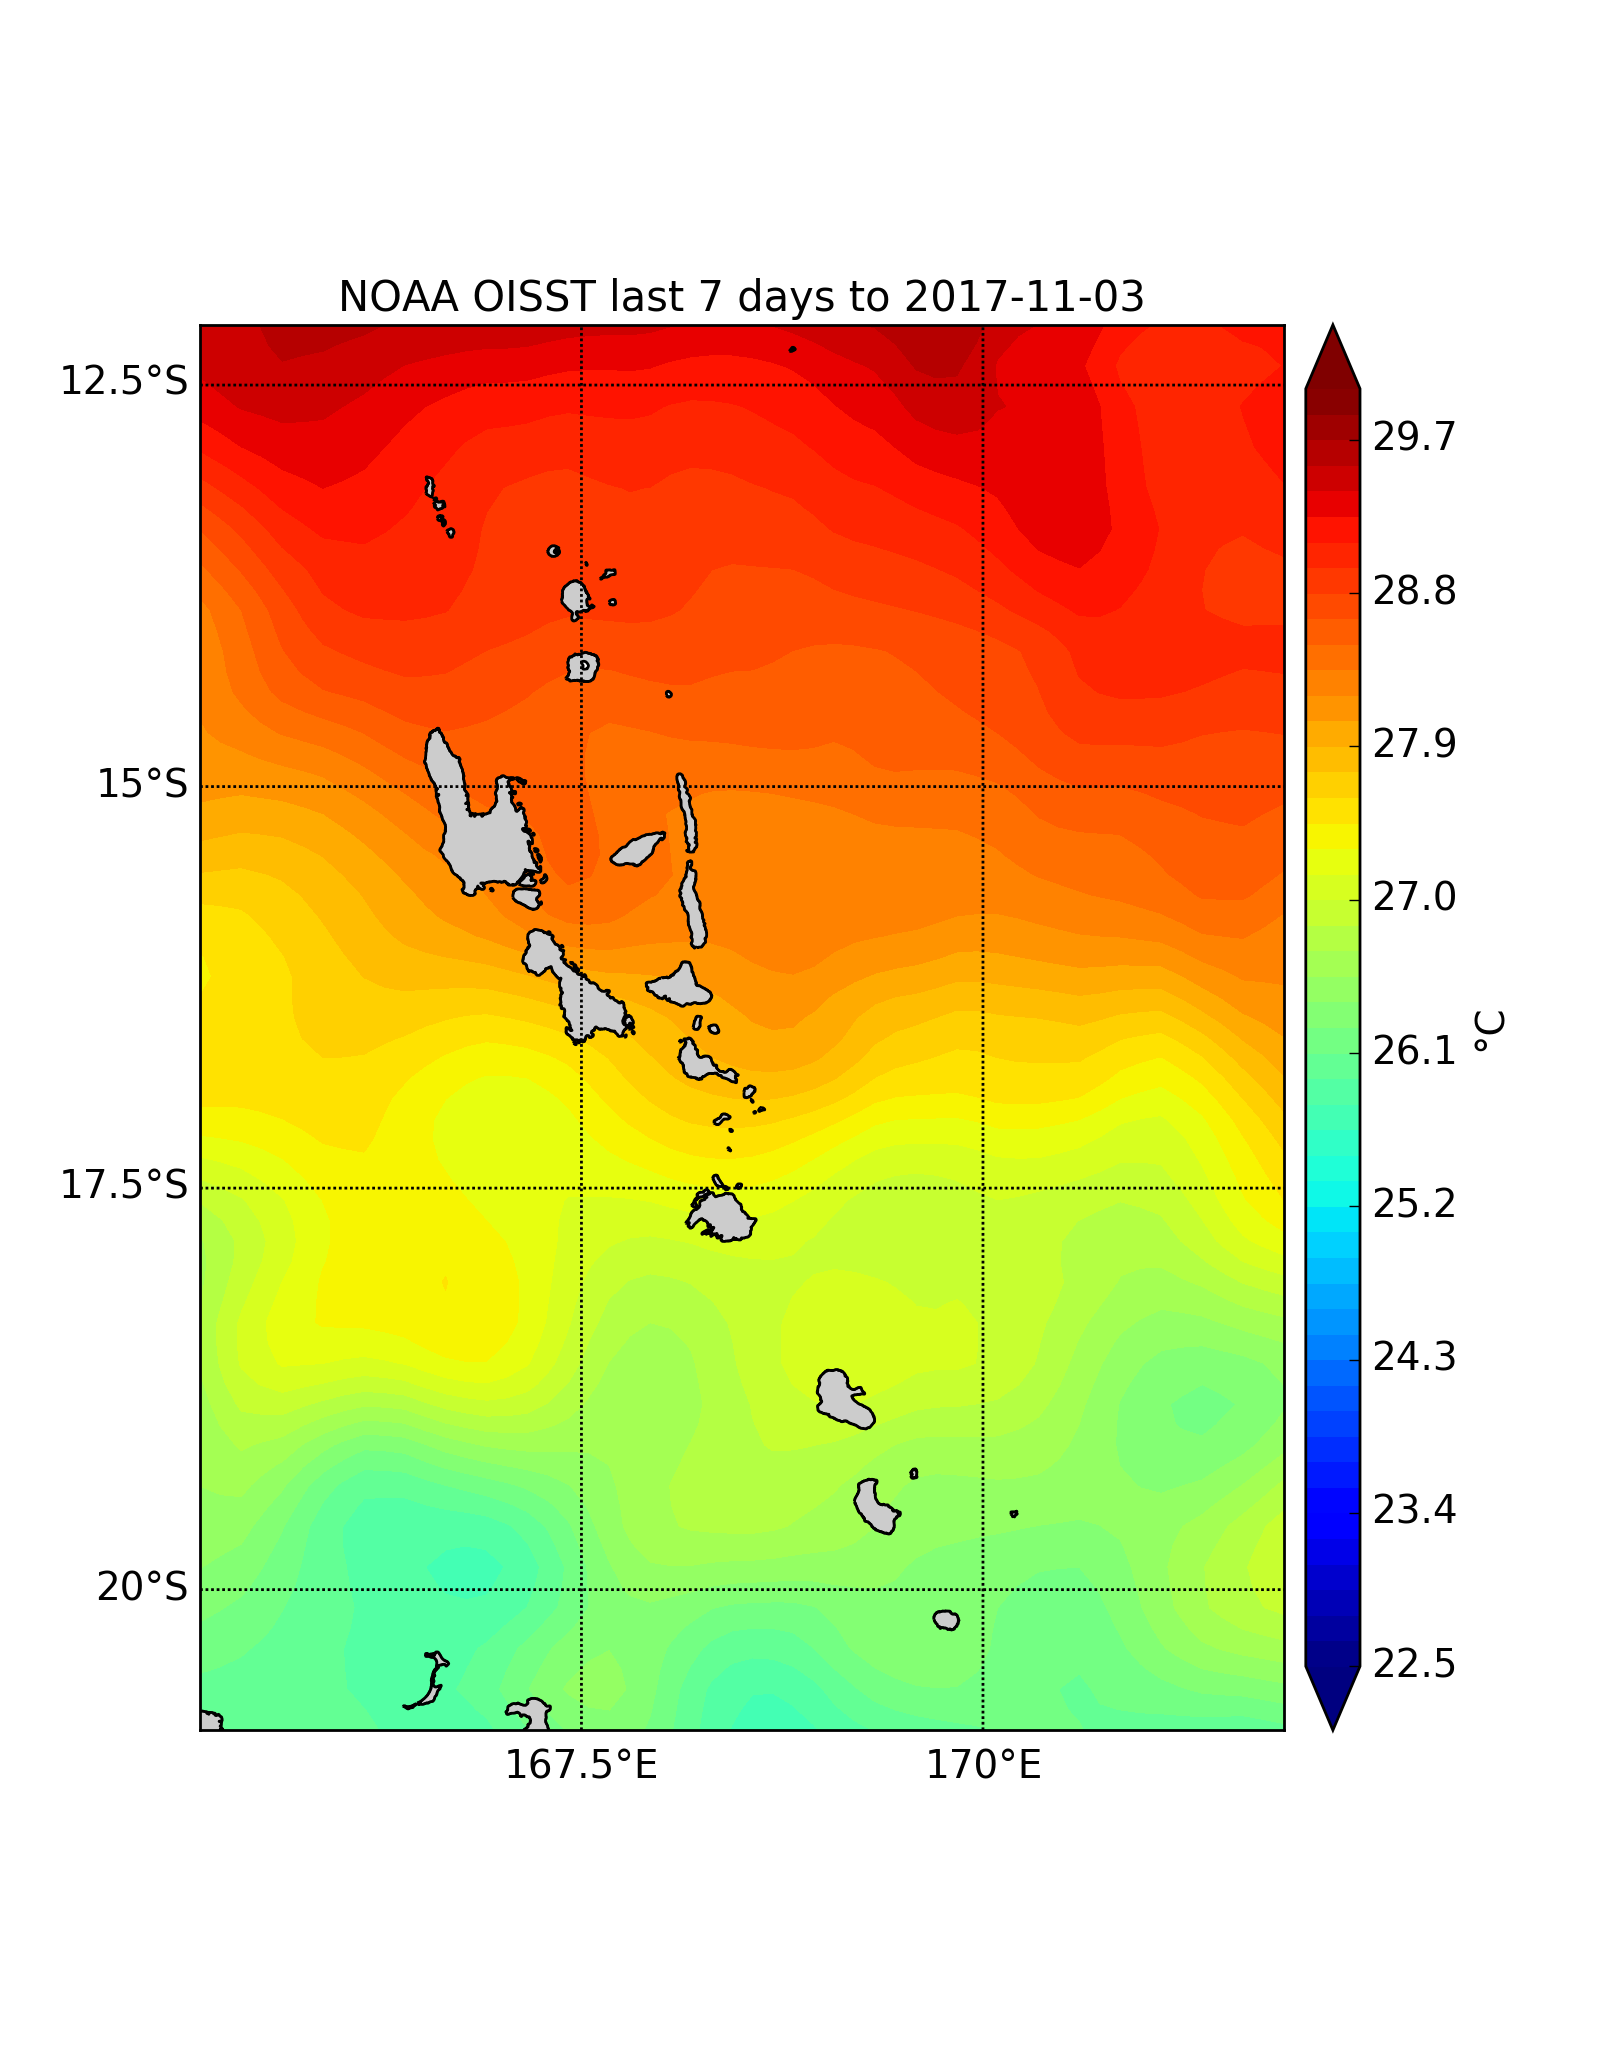 NOAA OISST last 7 days to 2017-11-03
12.5°S
15°S
17.5°S
20°S
167.5°E
170°E
29.7
28.8
27.9
27.0
26.1
25.2
24.3
23.4
22.5
°C